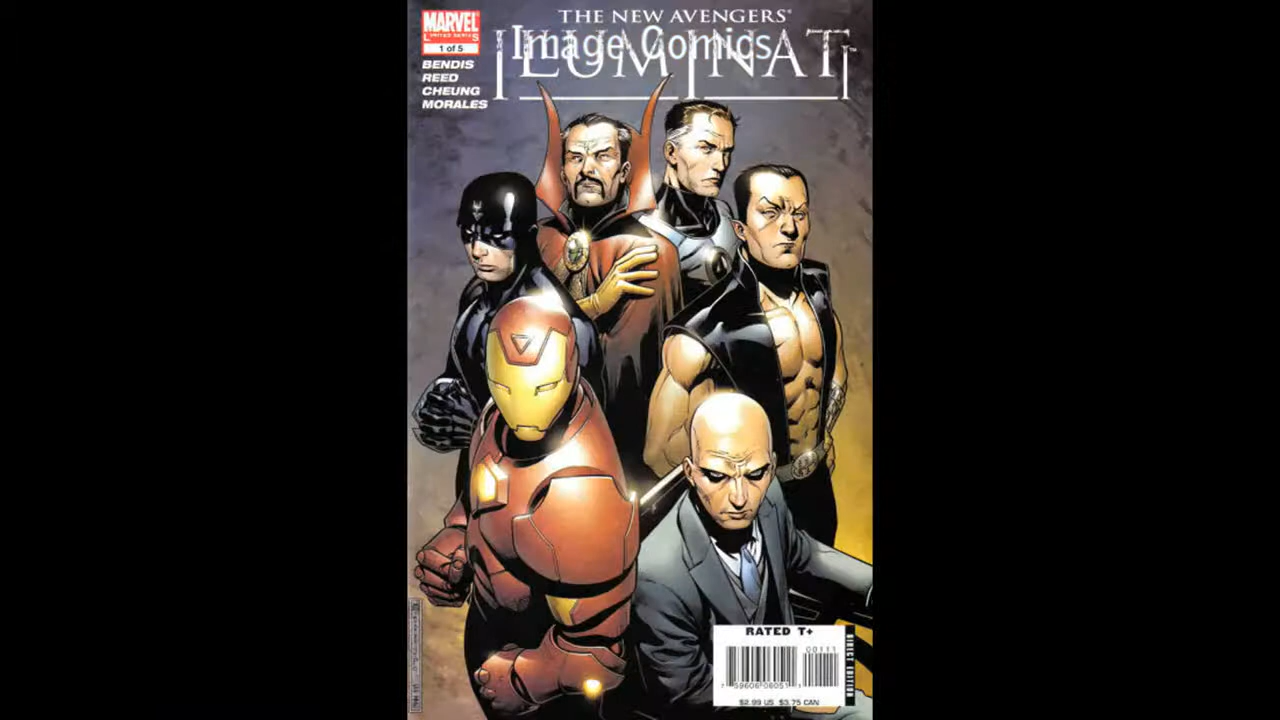 THE NEW AVENGERS
ILLUMINATI
Image Comics
MARVEL
LIMITED SERIES
1 of 5
BENDIS
REED
CHEUNG
MORALES
RATED T+
00111
$2.99 US $3.75 CAN
DIRECT EDITION